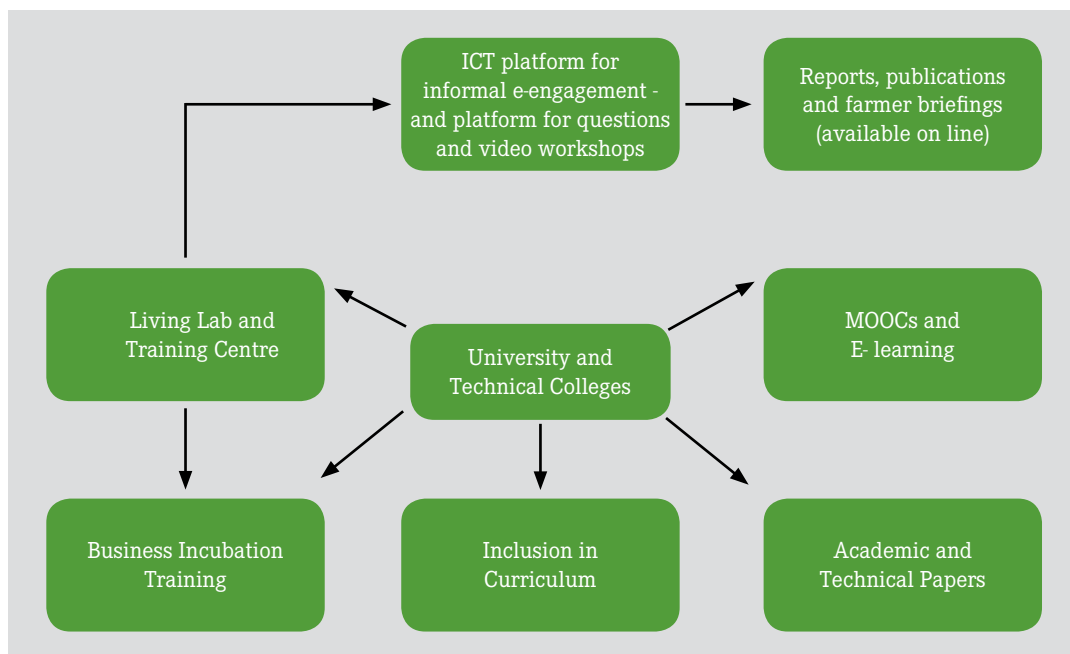 ICT platform for
informal e-engagement -
and platform for questions
and video workshops
Reports, publications
and farmer briefings
(available on line)
Living Lab and
Training Centre
University and
Technical Colleges
MOOCs and
E- learning
Business Incubation
Training
Inclusion in
Curriculum
Academic and
Technical Papers